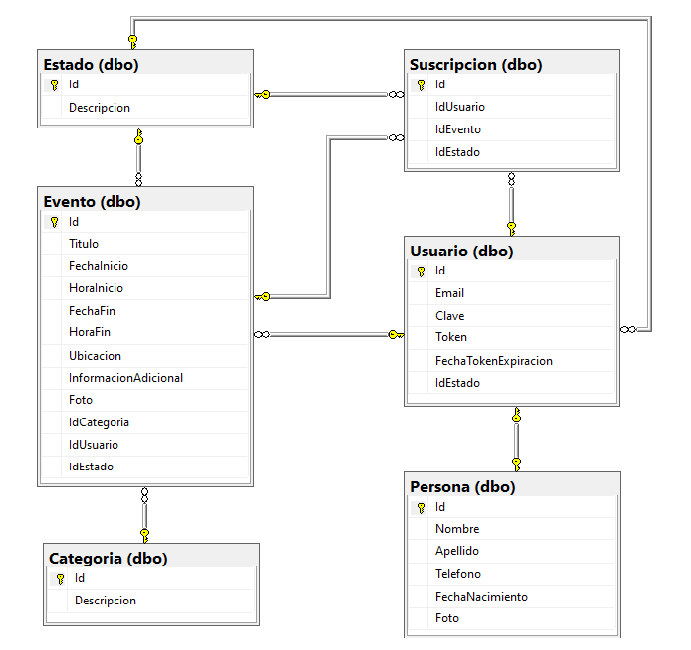 Estado (dbo)
Id
Descripcion
Suscripcion (dbo)
Id
IdUsuario
IdEvento
IdEstado
Evento (dbo)
Id
Titulo
FechaInicio
HoraInicio
FechaFin
HoraFin
Ubicacion
InformacionAdicional
Foto
IdCategoria
IdUsuario
IdEstado
Usuario (dbo)
Id
Email
Clave
Token
FechaTokenExpiracion
IdEstado
Categoria (dbo)
Id
Descripcion
Persona (dbo)
Id
Nombre
Apellido
Telefono
FechaNacimiento
Foto